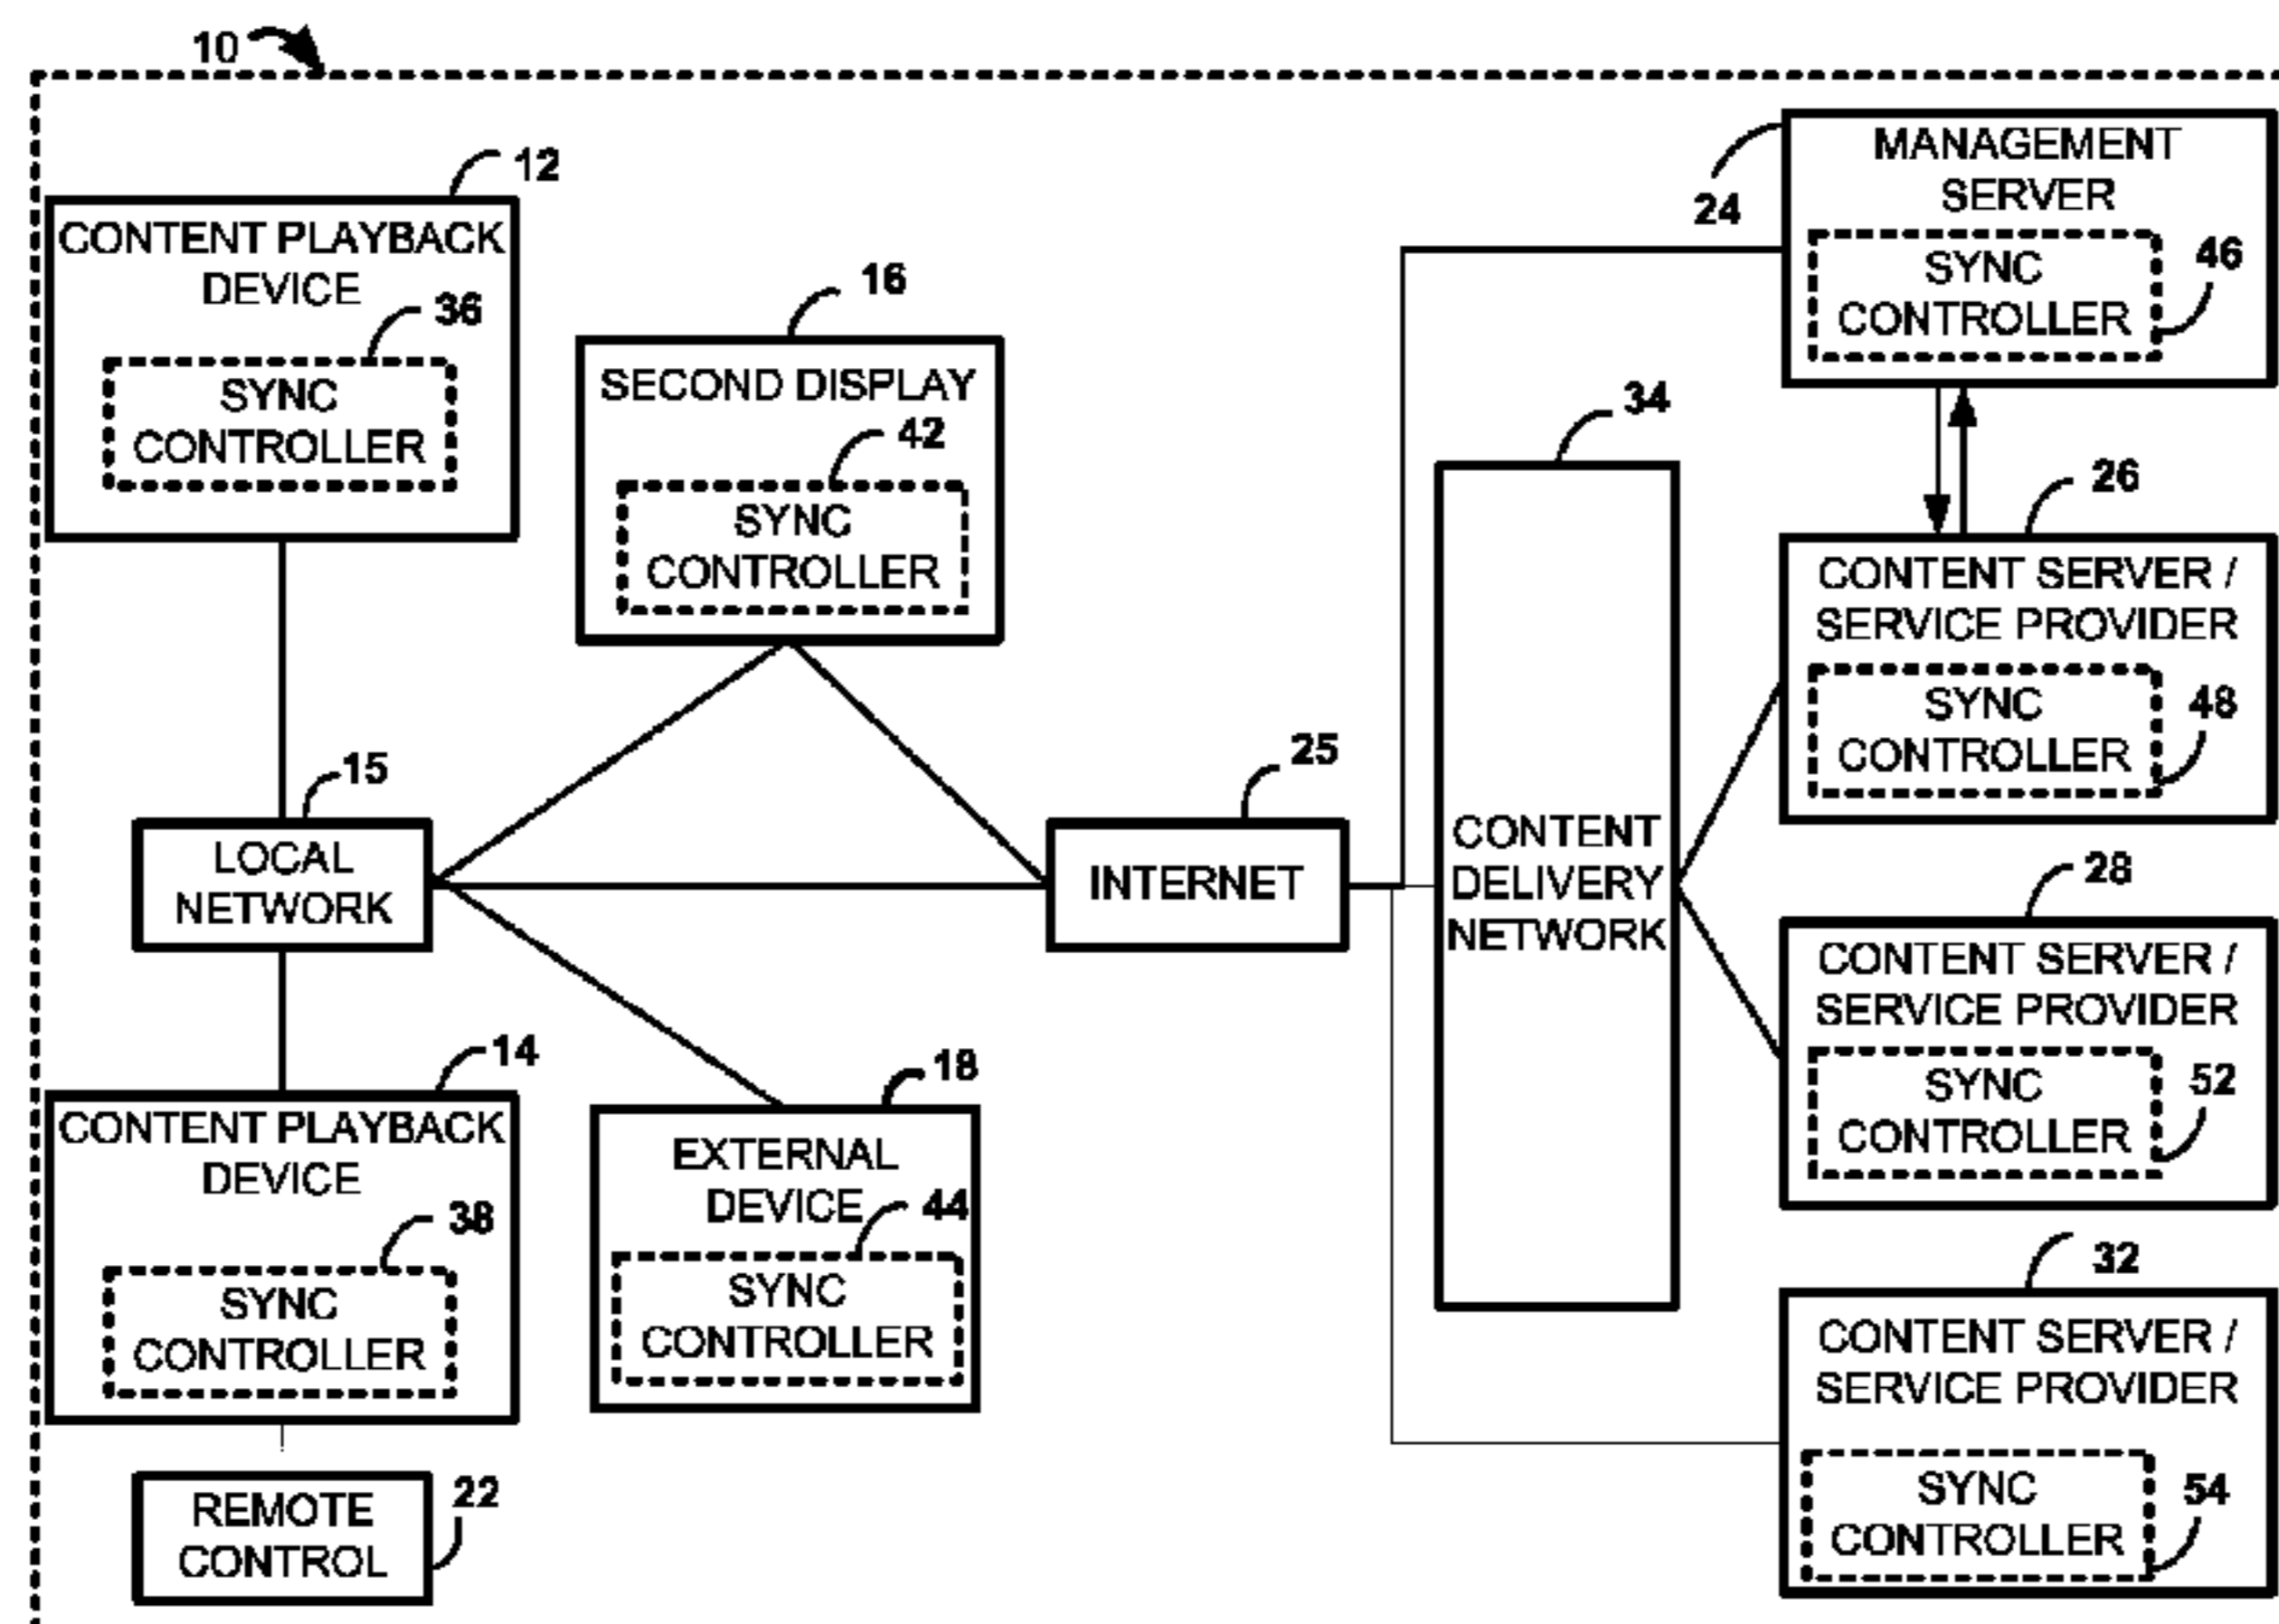 10
12
CONTENT PLAYBACK
DEVICE
36
SYNC
CONTROLLER
16
SECOND DISPLAY
42
SYNC
CONTROLLER
15
LOCAL
NETWORK
25
INTERNET
14
CONTENT PLAYBACK
DEVICE
38
SYNC
CONTROLLER
18
EXTERNAL
DEVICE
44
SYNC
CONTROLLER
22
REMOTE
CONTROL
34
CONTENT
DELIVERY
NETWORK
24
MANAGEMENT
SERVER
SYNC
CONTROLLER
46
26
CONTENT SERVER /
SERVICE PROVIDER
SYNC
CONTROLLER
48
28
CONTENT SERVER /
SERVICE PROVIDER
SYNC
CONTROLLER
52
32
CONTENT SERVER /
SERVICE PROVIDER
SYNC
CONTROLLER
54